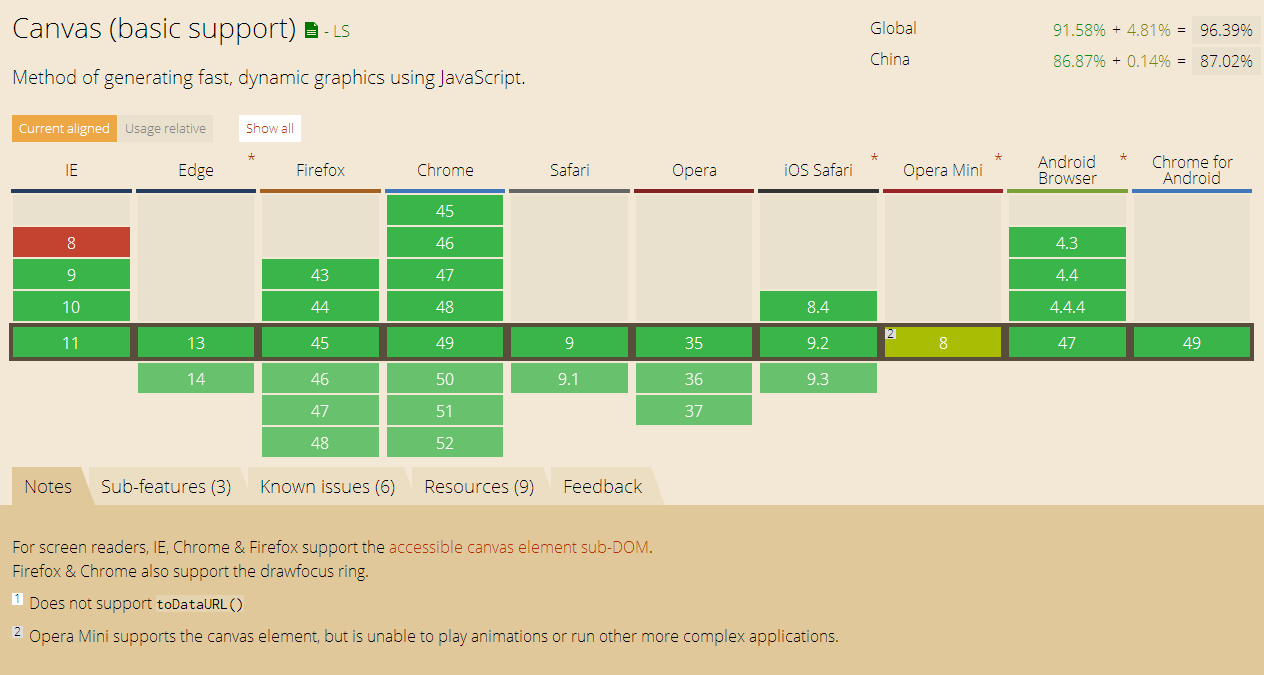 Canvas (basic support) - LS
Global 91.58% + 4.81% = 96.39%
China 86.87% + 0.14% = 87.02%
Method of generating fast, dynamic graphics using JavaScript.
Current aligned Usage relative Show all
IE Edge * Firefox Chrome Safari Opera iOS Safari * Opera Mini * Android Browser * Chrome for Android
45
8 46 4.3
9 43 47 4.4
10 44 48 8.4 4.4.4
11 13 45 49 9 35 9.2 2 8 47 49
14 46 50 9.1 36 9.3
47 51 37
48 52
Notes Sub-features (3) Known issues (6) Resources (9) Feedback
For screen readers, IE, Chrome & Firefox support the accessible canvas element sub-DOM.
Firefox & Chrome also support the drawfocus ring.
1 Does not support toDataURL()
2 Opera Mini supports the canvas element, but is unable to play animations or run other more complex applications.